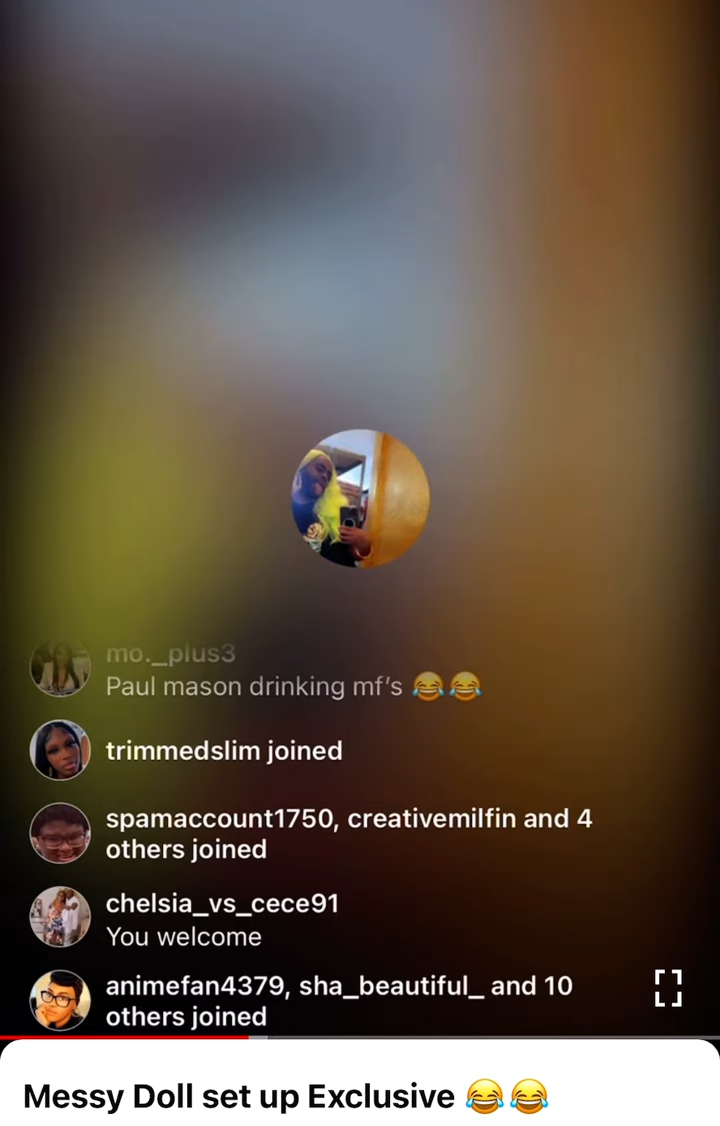 mo._plus3
Paul mason drinking mf's 😂😂
trimmedslim joined
spamaccount1750, creativemilfin and 4
others joined
chelsia_vs_cece91
You welcome
animefan4379, sha_beautiful_ and 10
others joined
Messy Doll set up Exclusive 😂😂